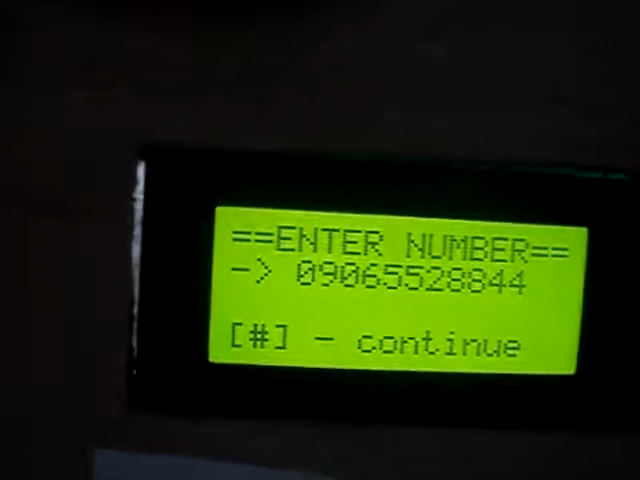 ==ENTER NUMBER==
-> 09065528844
[#] - continue